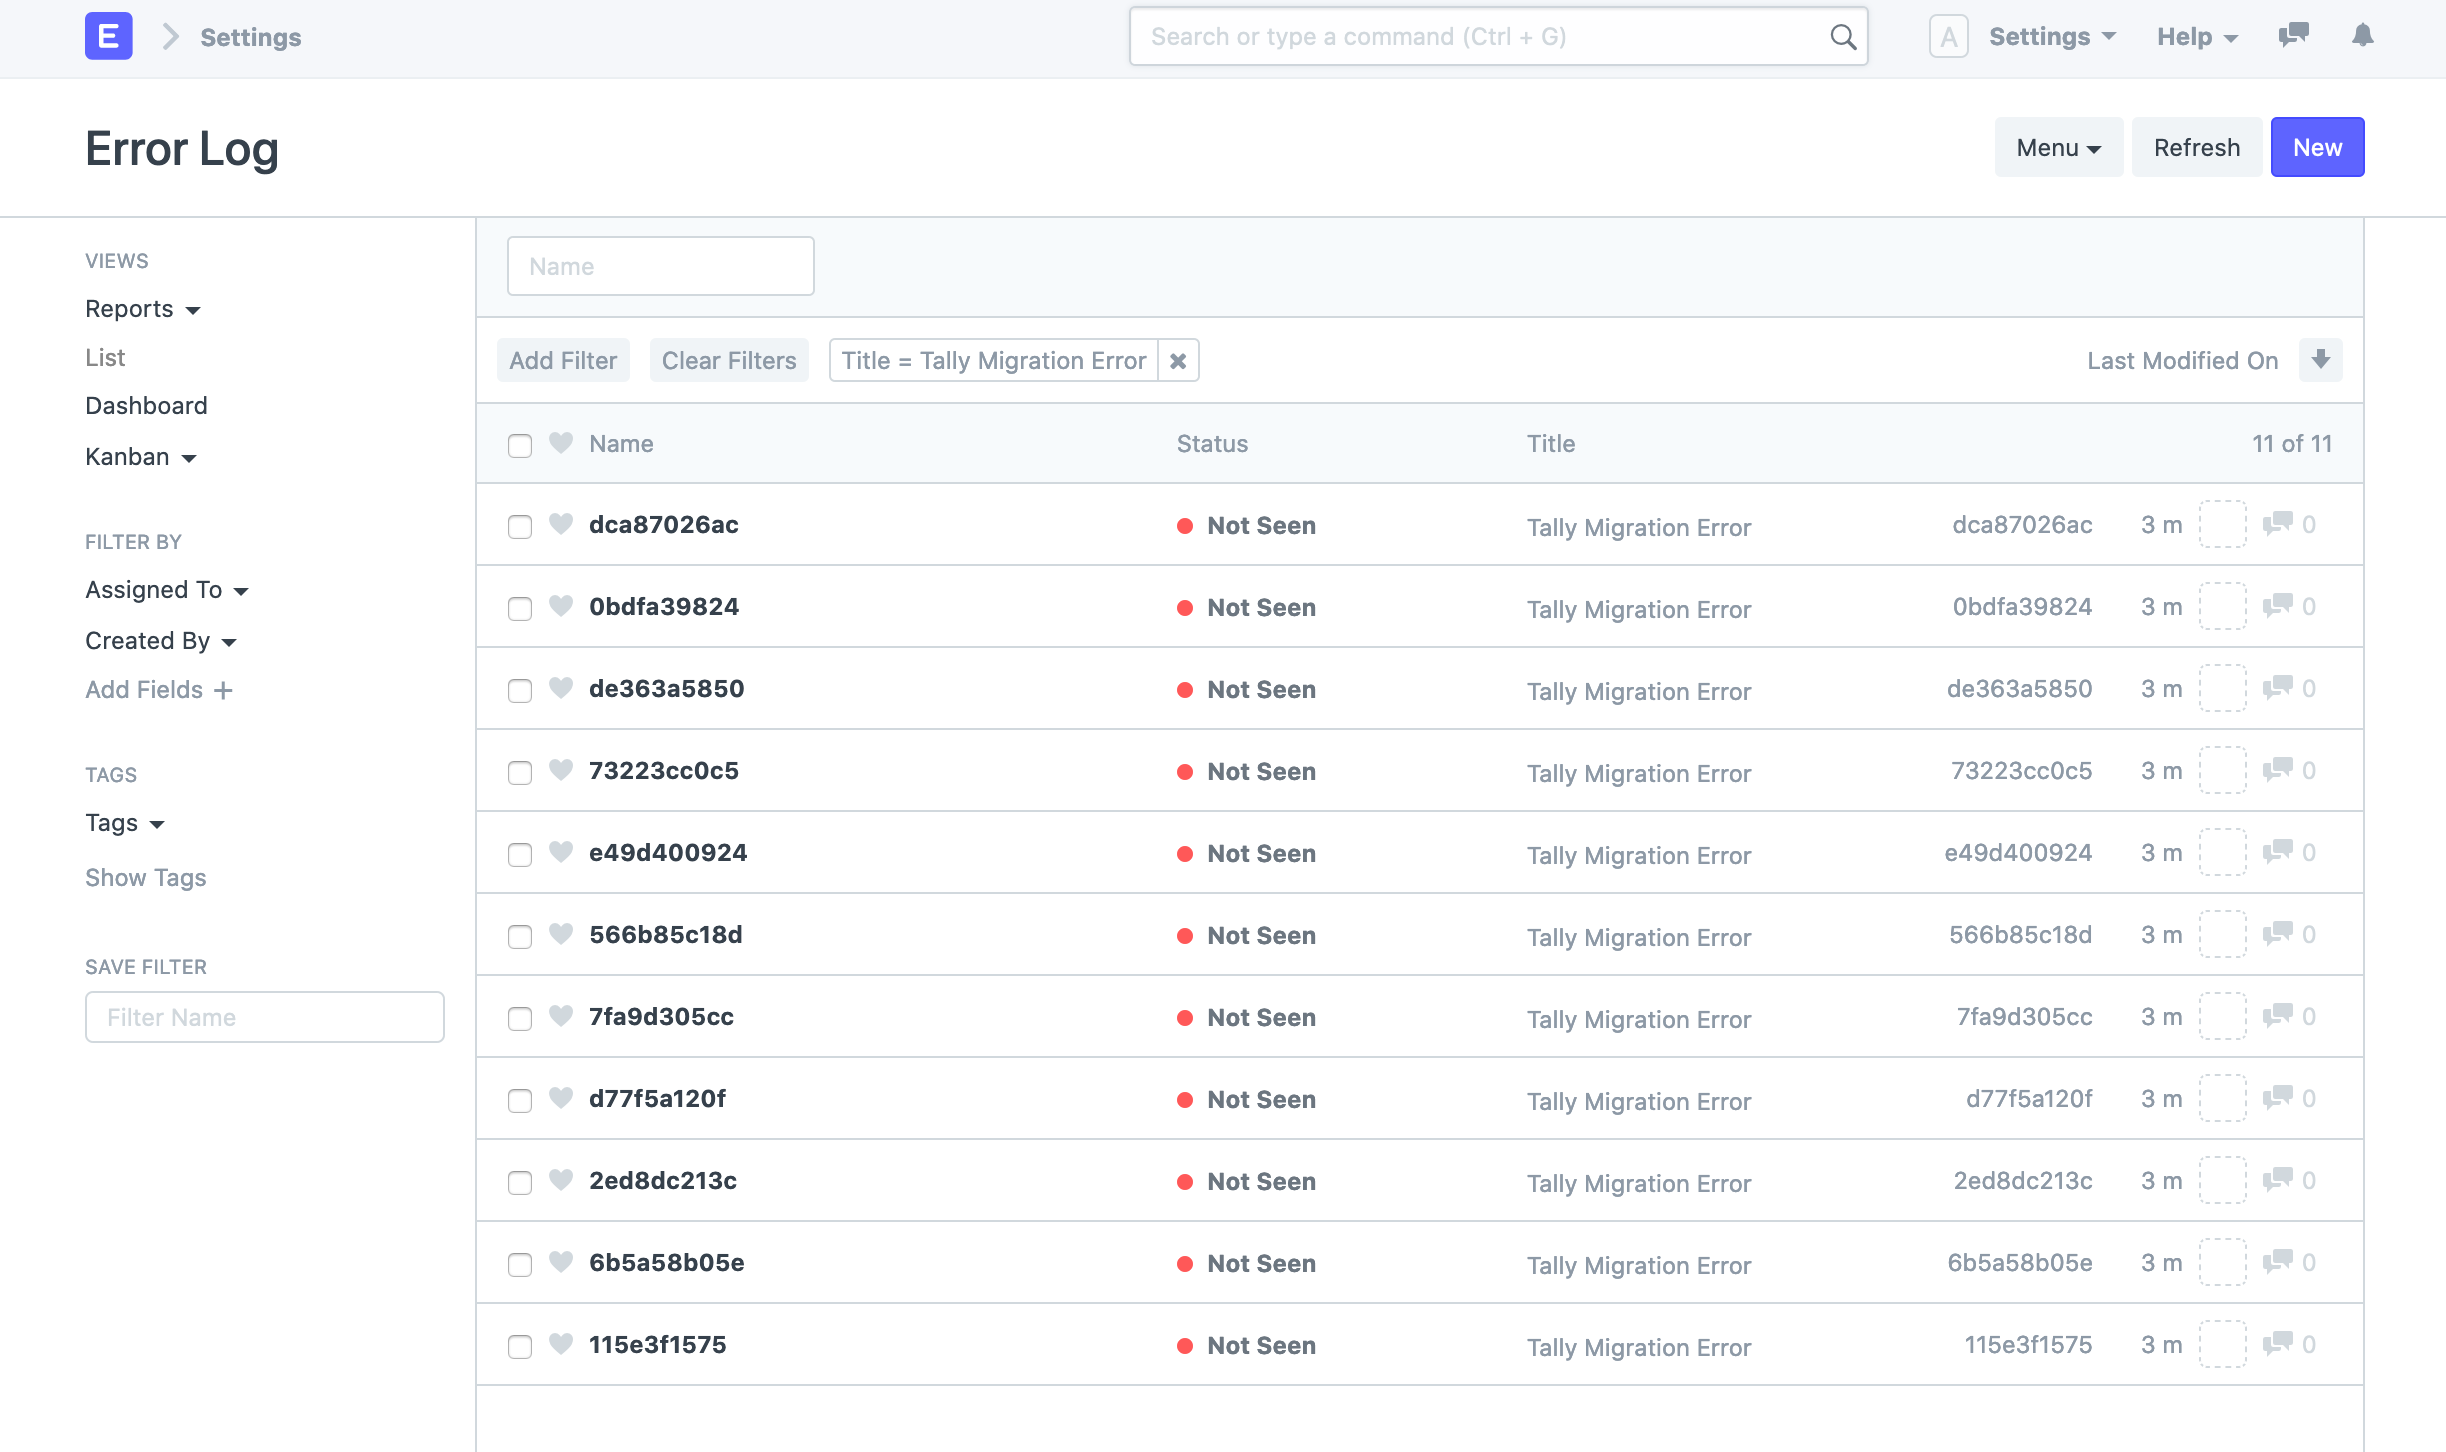 E Settings Search or type a command (Ctrl + G) A Settings Help
Error Log Menu Refresh New
VIEWS
Reports
List
Dashboard
Kanban
FILTER BY
Assigned To
Created By
Add Fields
TAGS
Tags
Show Tags
SAVE FILTER
Filter Name
Name
Add Filter Clear Filters Title = Tally Migration Error Last Modified On
Name Status Title 11 of 11
dca87026ac Not Seen Tally Migration Error dca87026ac 3 m 0
0bdfa39824 Not Seen Tally Migration Error 0bdfa39824 3 m 0
de363a5850 Not Seen Tally Migration Error de363a5850 3 m 0
73223cc0c5 Not Seen Tally Migration Error 73223cc0c5 3 m 0
e49d400924 Not Seen Tally Migration Error e49d400924 3 m 0
566b85c18d Not Seen Tally Migration Error 566b85c18d 3 m 0
7fa9d305cc Not Seen Tally Migration Error 7fa9d305cc 3 m 0
d77f5a120f Not Seen Tally Migration Error d77f5a120f 3 m 0
2ed8dc213c Not Seen Tally Migration Error 2ed8dc213c 3 m 0
6b5a58b05e Not Seen Tally Migration Error 6b5a58b05e 3 m 0
115e3f1575 Not Seen Tally Migration Error 115e3f1575 3 m 0